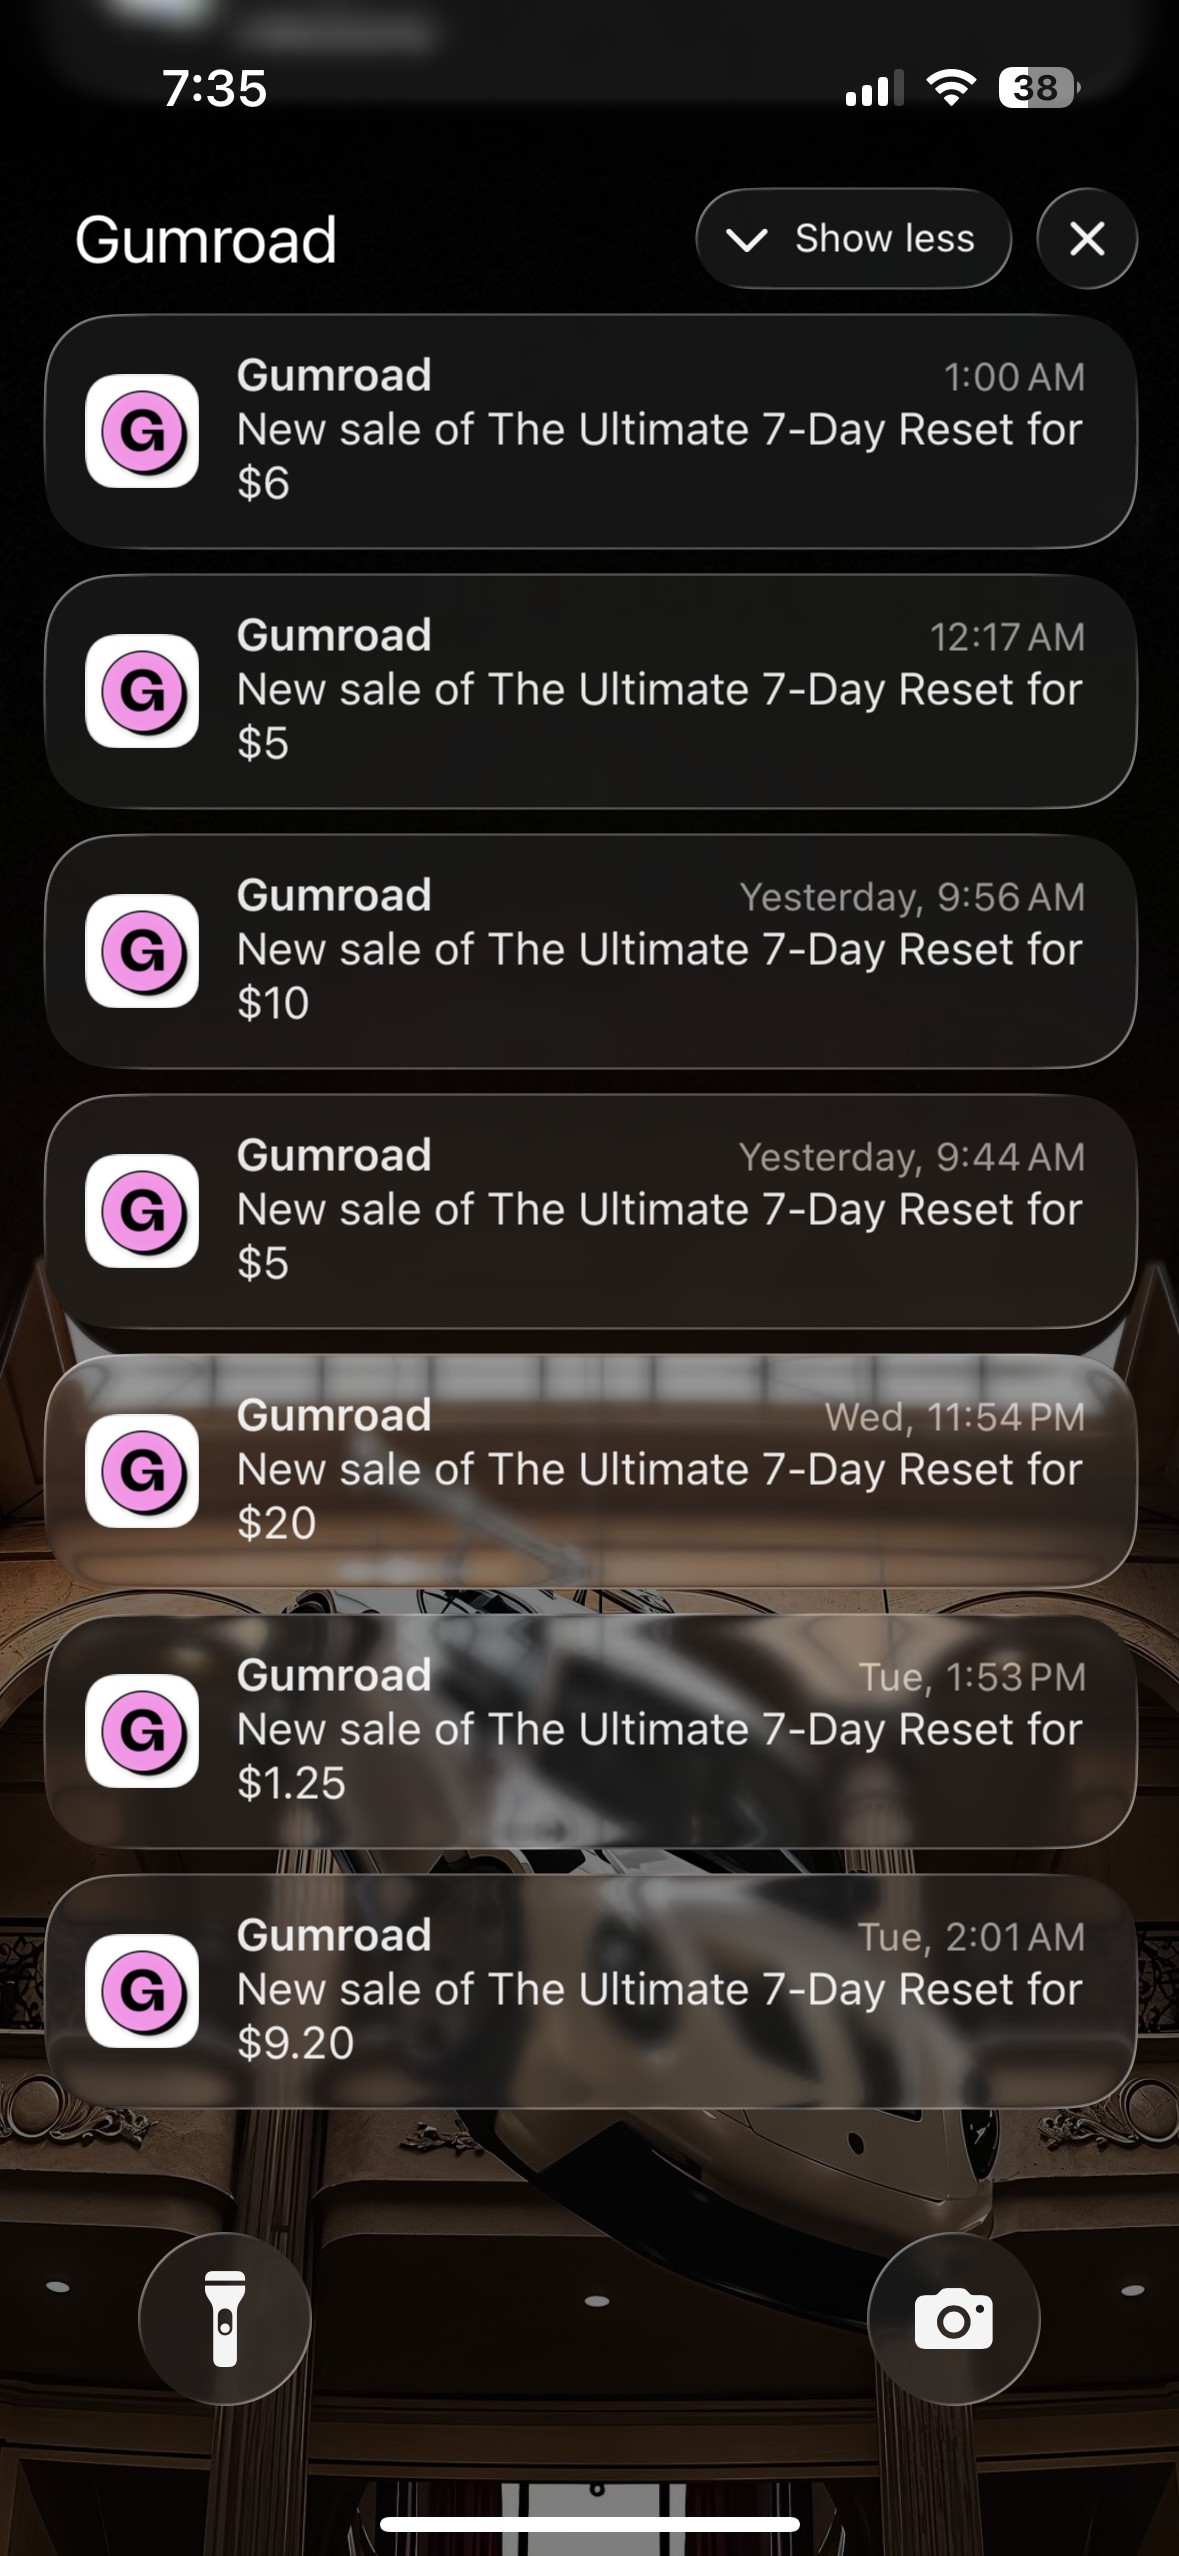 7:35
38
Gumroad
Show less
Gumroad 1:00 AM
New sale of The Ultimate 7-Day Reset for
$6
Gumroad 12:17 AM
New sale of The Ultimate 7-Day Reset for
$5
Gumroad Yesterday, 9:56 AM
New sale of The Ultimate 7-Day Reset for
$10
Gumroad Yesterday, 9:44 AM
New sale of The Ultimate 7-Day Reset for
$5
Gumroad Wed, 11:54 PM
New sale of The Ultimate 7-Day Reset for
$20
Gumroad Tue, 1:53 PM
New sale of The Ultimate 7-Day Reset for
$1.25
Gumroad Tue, 2:01 AM
New sale of The Ultimate 7-Day Reset for
$9.20